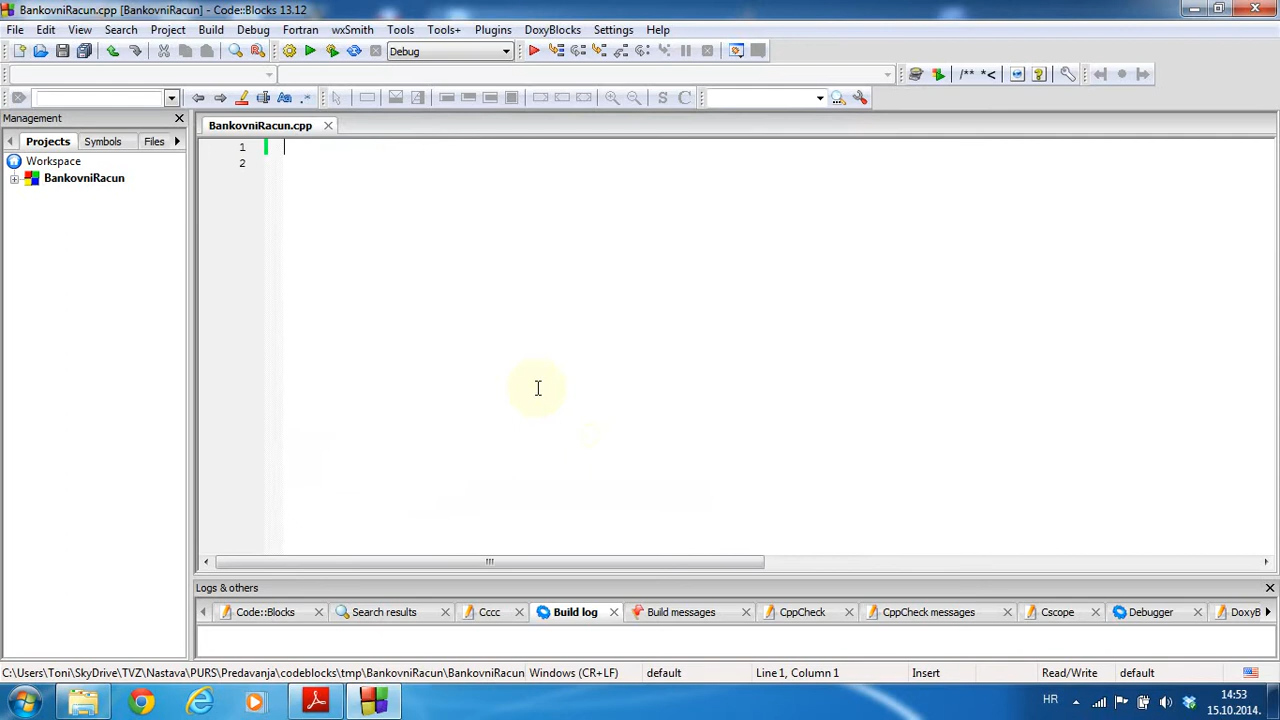 BankovniRacun.cpp [BankovniRacun] - Code::Blocks 13.12
File Edit View Search Project Build Debug Fortran wxSmith Tools Tools+ Plugins DoxyBlocks Settings Help
Debug
/** *<
Aa .*
S C
Management
BankovniRacun.cpp
Projects Symbols Files
1
Workspace
2
BankovniRacun
Logs & others
Code::Blocks Search results Cccc Build log Build messages CppCheck CppCheck messages Cscope Debugger DoxyB
C:\Users\Toni\SkyDrive\TVZ\Nastava\PURS\Predavanja\codeblocks\tmp\BankovniRacun\BankovniRacun Windows (CR+LF) default Line 1, Column 1 Insert Read/Write default
HR
14:53
15.10.2014.